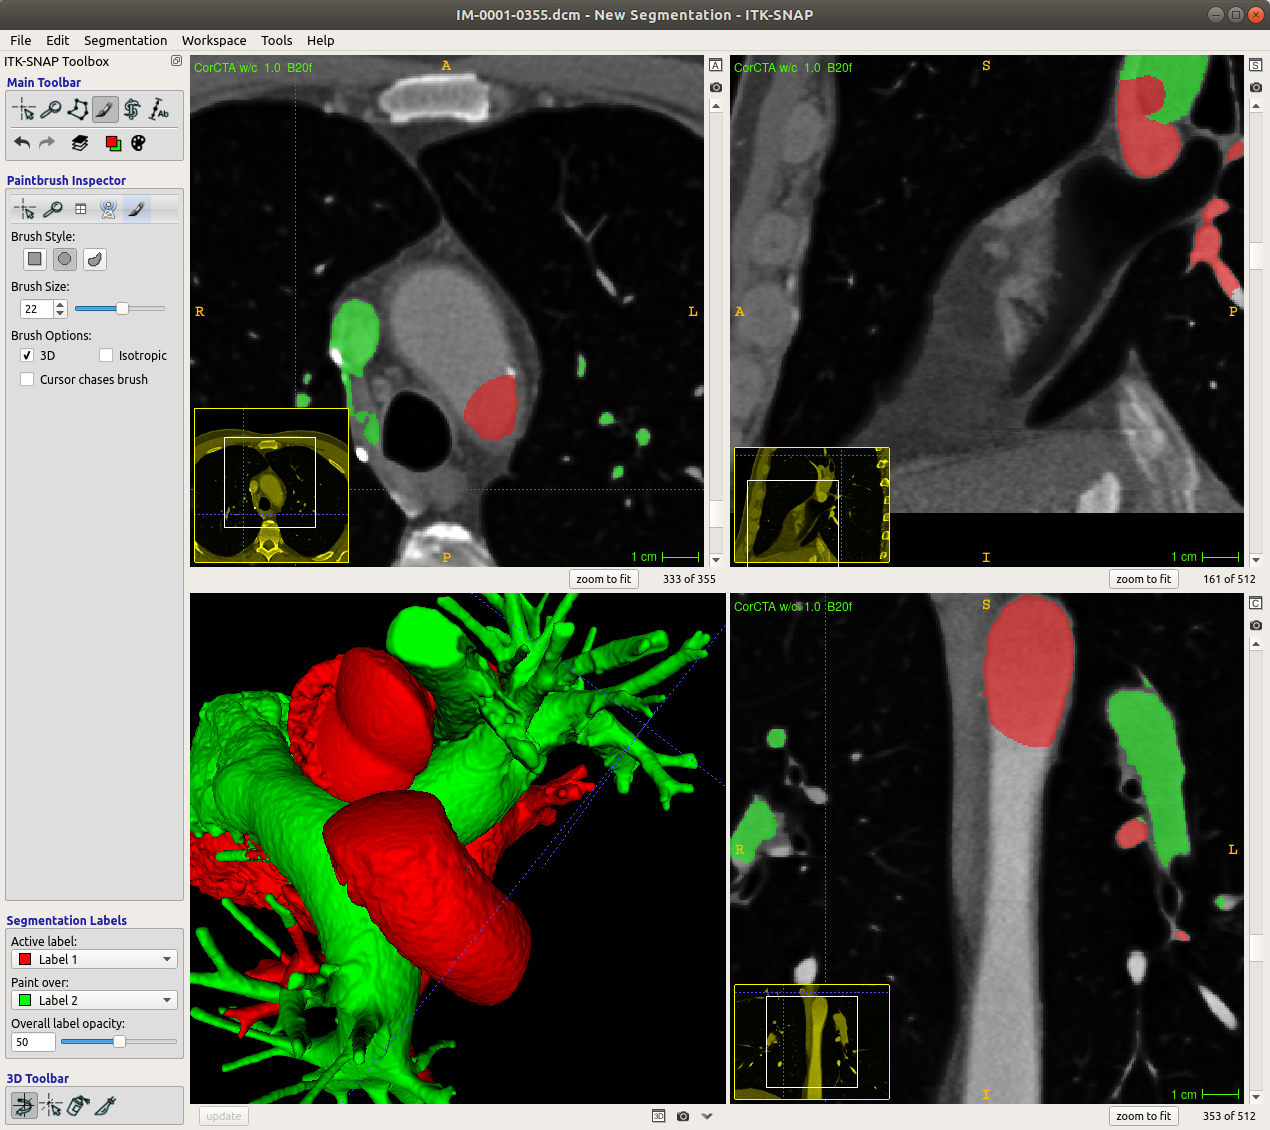 IM-0001-0355.dcm - New Segmentation - ITK-SNAP
File Edit Segmentation Workspace Tools Help
ITK-SNAP Toolbox
Main Toolbar
Ab
Paintbrush Inspector
Brush Style:
Brush Size:
22
Brush Options:
3D Isotropic
Cursor chases brush
Segmentation Labels
Active label:
Label 1
Paint over:
Label 2
Overall label opacity:
50
3D Toolbar
CorCTA w/c 1.0 B20f
A
R
L
P
1 cm
A
zoom to fit 333 of 355
CorCTA w/c 1.0 B20f
S
A
P
I
1 cm
S
zoom to fit 161 of 512
update
3D
CorCTA w/c 1.0 B20f
S
R
L
I
1 cm
C
zoom to fit 353 of 512